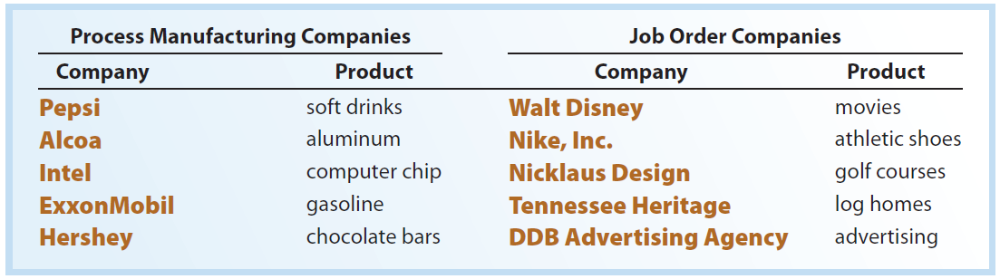 Process Manufacturing Companies Job Order Companies
Company Product Company Product
Pepsi soft drinks Walt Disney movies
Alcoa aluminum Nike, Inc. athletic shoes
Intel computer chip Nicklaus Design golf courses
ExxonMobil gasoline Tennessee Heritage log homes
Hershey chocolate bars DDB Advertising Agency advertising